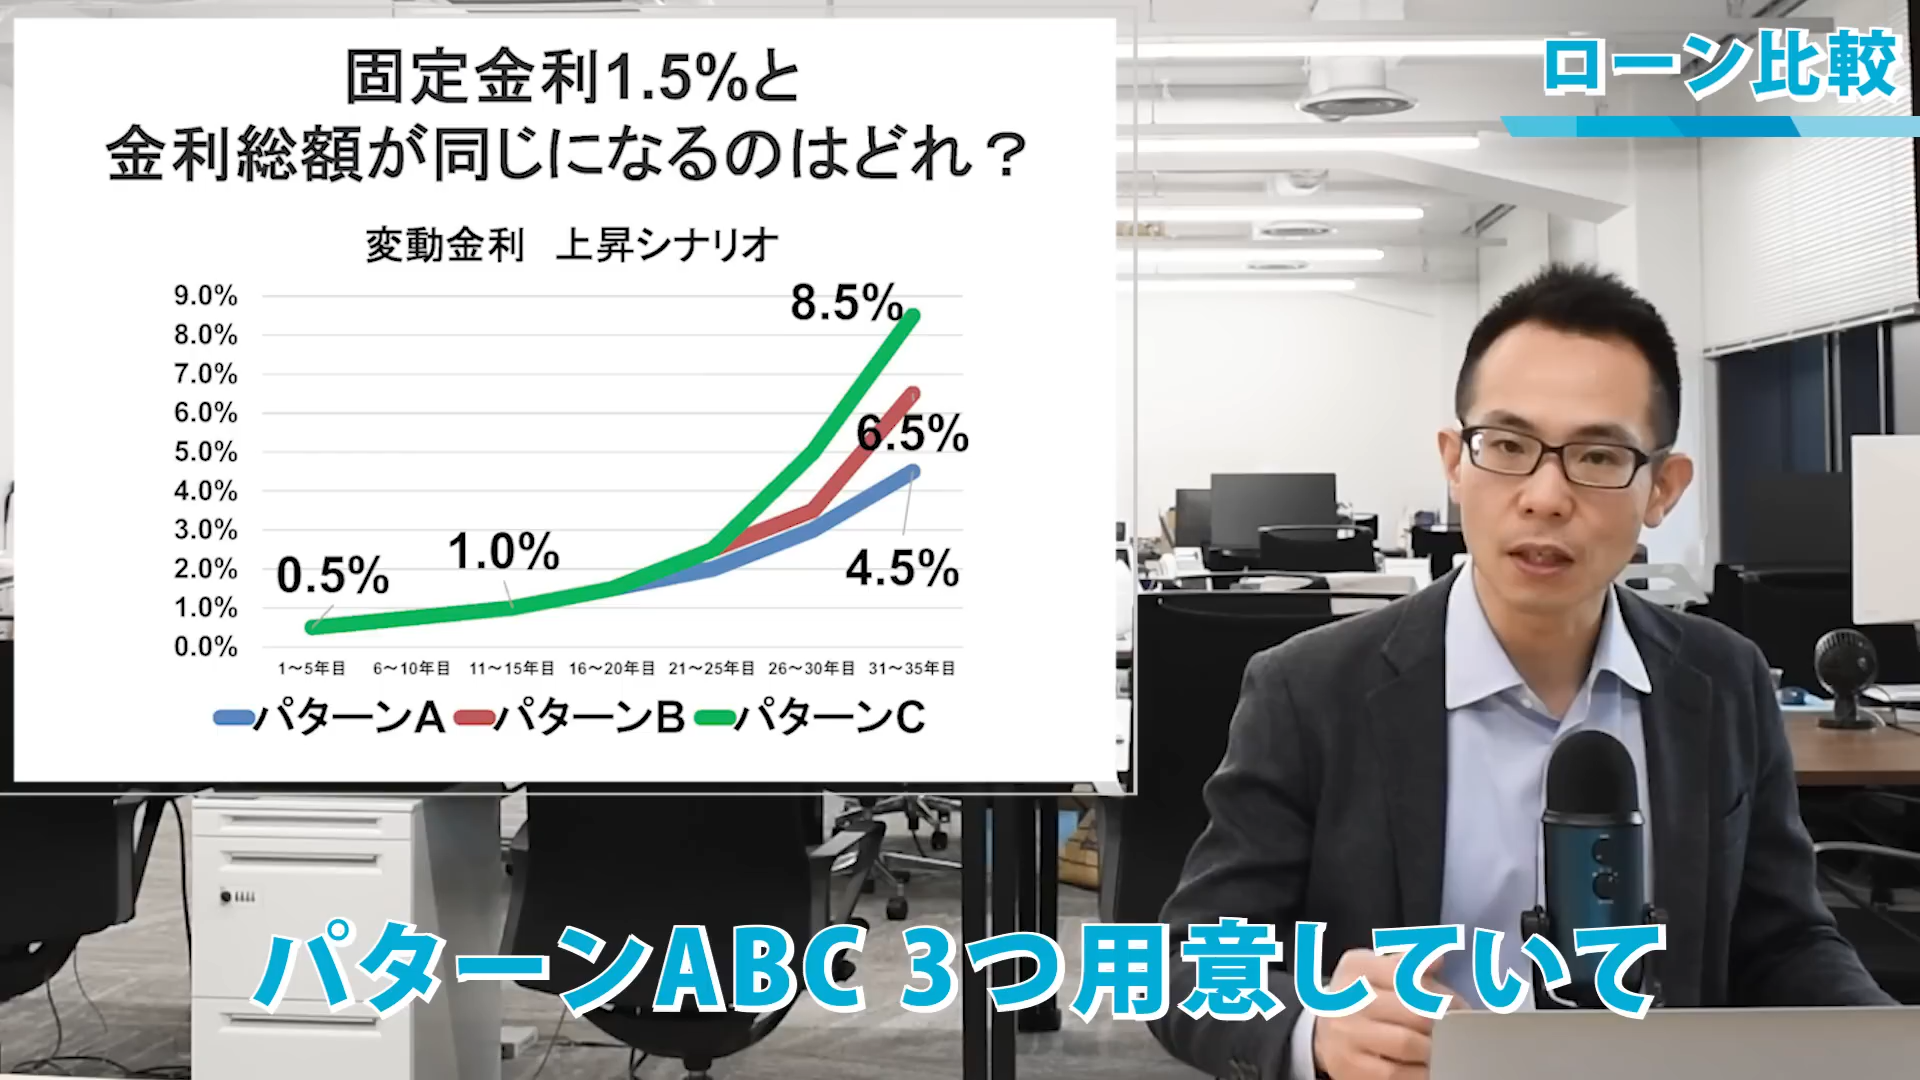 固定金利1.5%と
金利総額が同じになるのはどれ？
変動金利　上昇シナリオ
9.0%
8.0%
7.0%
6.0%
5.0%
4.0%
3.0%
2.0%
1.0%
0.0%
0.5%
1.0%
8.5%
6.5%
4.5%
1～5年目 6～10年目 11～15年目 16～20年目 21～25年目 26～30年目 31～35年目
パターンA パターンB パターンC
ローン比較
パターンABC 3つ用意していて